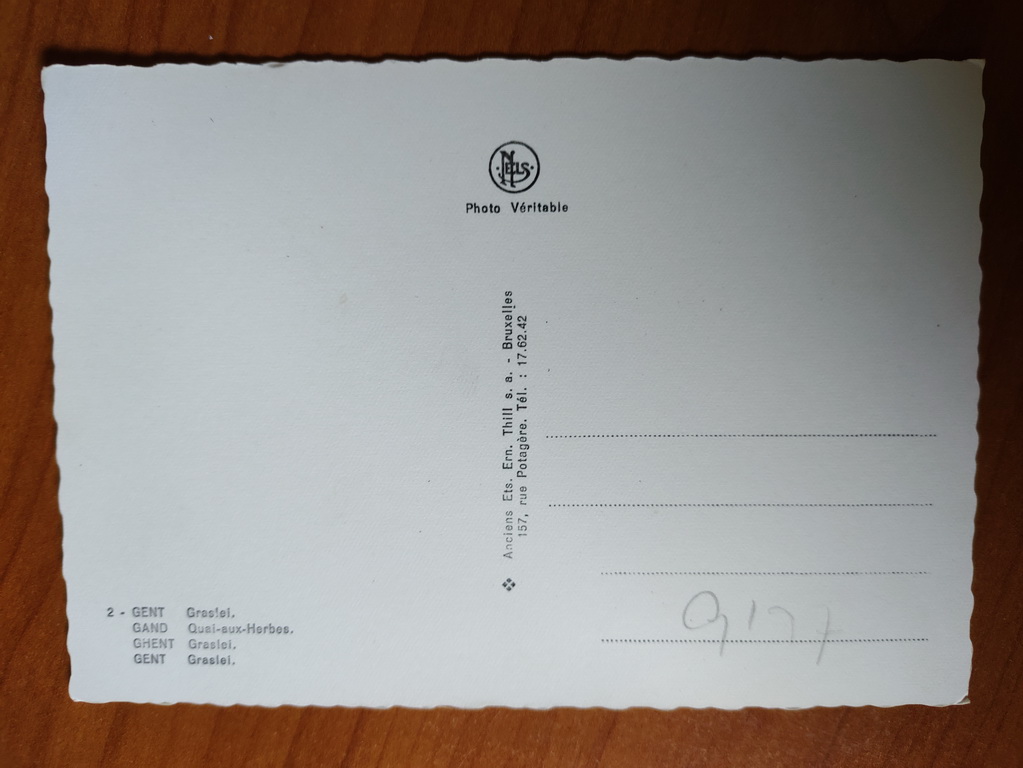 NELS
Photo Véritable
Anciens Ets. Ern. Thill s. a. - Bruxelles
157, rue Potagère. Tél. : 17.62.42
2 - GENT Graslei.
GAND Quai-aux-Herbes.
GHENT Graslei.
GENT Graslei.